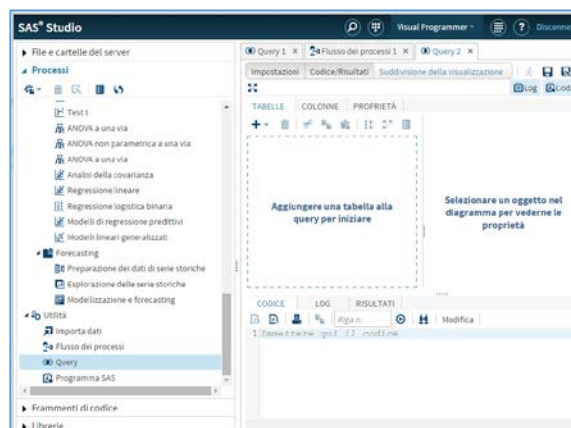 SAS® Studio
Visual Programmer
Disconne
File e cartelle del server
Processi
Test t
ANOVA a una via
ANOVA non parametrica a una via
ANOVA a una via
Analisi della covarianza
Regressione lineare
Regressione logistica binaria
Modelli di regressione predittivi
Modelli lineari generalizzati
Forecasting
Preparazione dei dati di serie storiche
Esplorazione delle serie storiche
Modellizzazione e forecasting
Utilità
Importa dati
Flusso dei processi
Query
Programma SAS
Frammenti di codice
Librerie
Query 1 × Flusso dei processi 1 × Query 2 ×
Impostazioni Codice/Risultati Suddivisione della visualizzazione
Log Cod
TABELLE COLONNE PROPRIETÀ
Aggiungere una tabella alla
query per iniziare
Selezionare un oggetto nel
diagramma per vederne le
proprietà
CODICE LOG RISULTATI
Riga n. Modifica
1 Immettere qui il codice